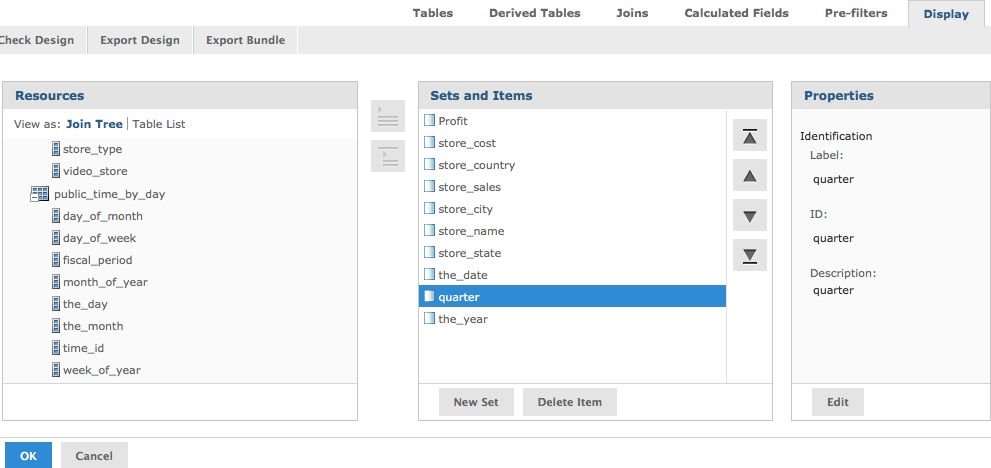 Tables Derived Tables Joins Calculated Fields Pre-filters Display
Check Design Export Design Export Bundle
Resources
View as: Join Tree | Table List
store_type
video_store
public_time_by_day
day_of_month
day_of_week
fiscal_period
month_of_year
the_day
the_month
time_id
week_of_year
Sets and Items
Profit
store_cost
store_country
store_sales
store_city
store_name
store_state
the_date
quarter
the_year
New Set Delete Item
Properties
Identification
Label:
quarter
ID:
quarter
Description:
quarter
Edit
OK Cancel